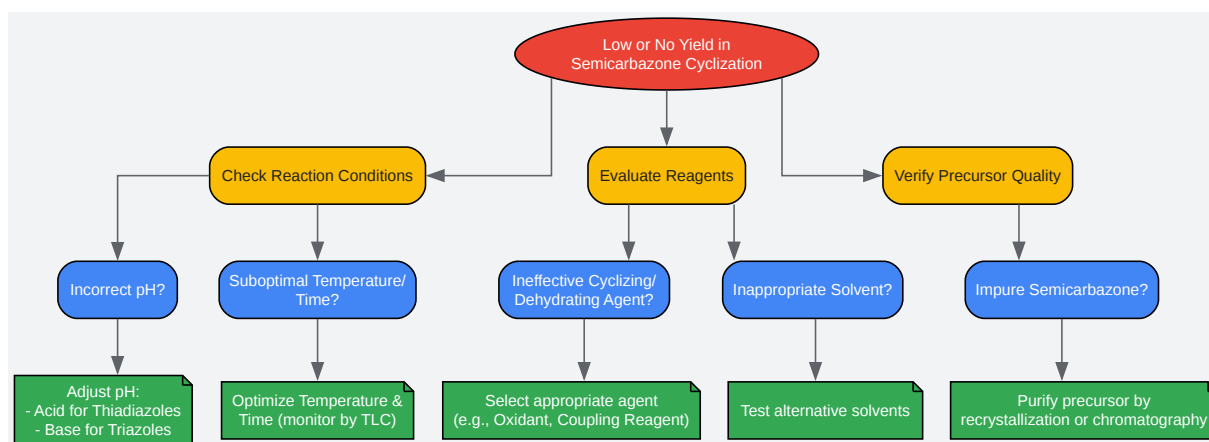 Low or No Yield in
Semicarbazone Cyclization
Check Reaction Conditions
Evaluate Reagents
Verify Precursor Quality
Incorrect pH?
Suboptimal Temperature/
Time?
Ineffective Cyclizing/
Dehydrating Agent?
Inappropriate Solvent?
Impure Semicarbazone?
Adjust pH:
- Acid for Thiadiazoles
- Base for Triazoles
Optimize Temperature &
Time (monitor by TLC)
Select appropriate agent
(e.g., Oxidant, Coupling Reagent)
Test alternative solvents
Purify precursor by
recrystallization or chromatography